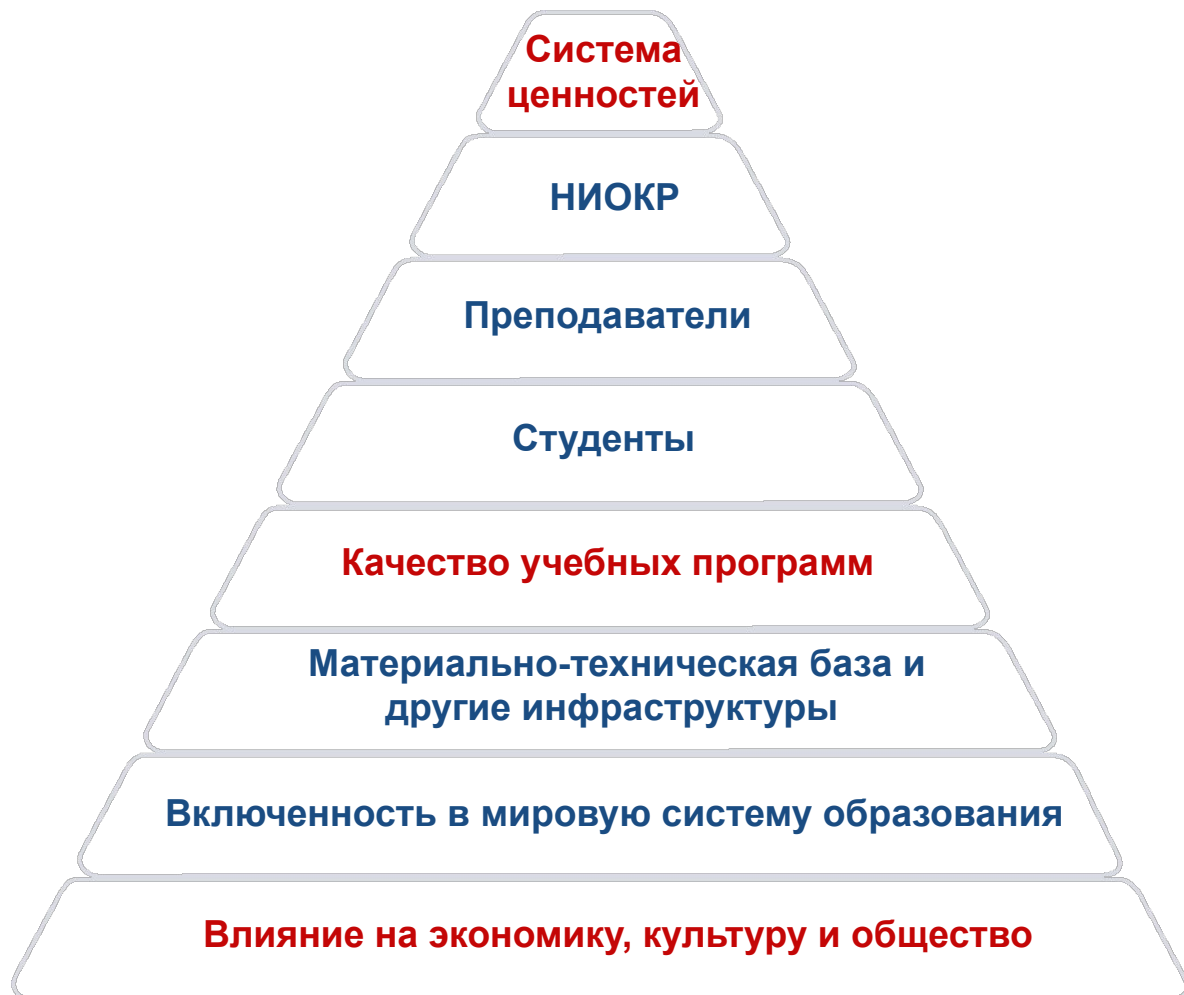 Система
ценностей
НИОКР
Преподаватели
Студенты
Качество учебных программ
Материально-техническая база и
другие инфраструктуры
Включенность в мировую систему образования
Влияние на экономику, культуру и общество